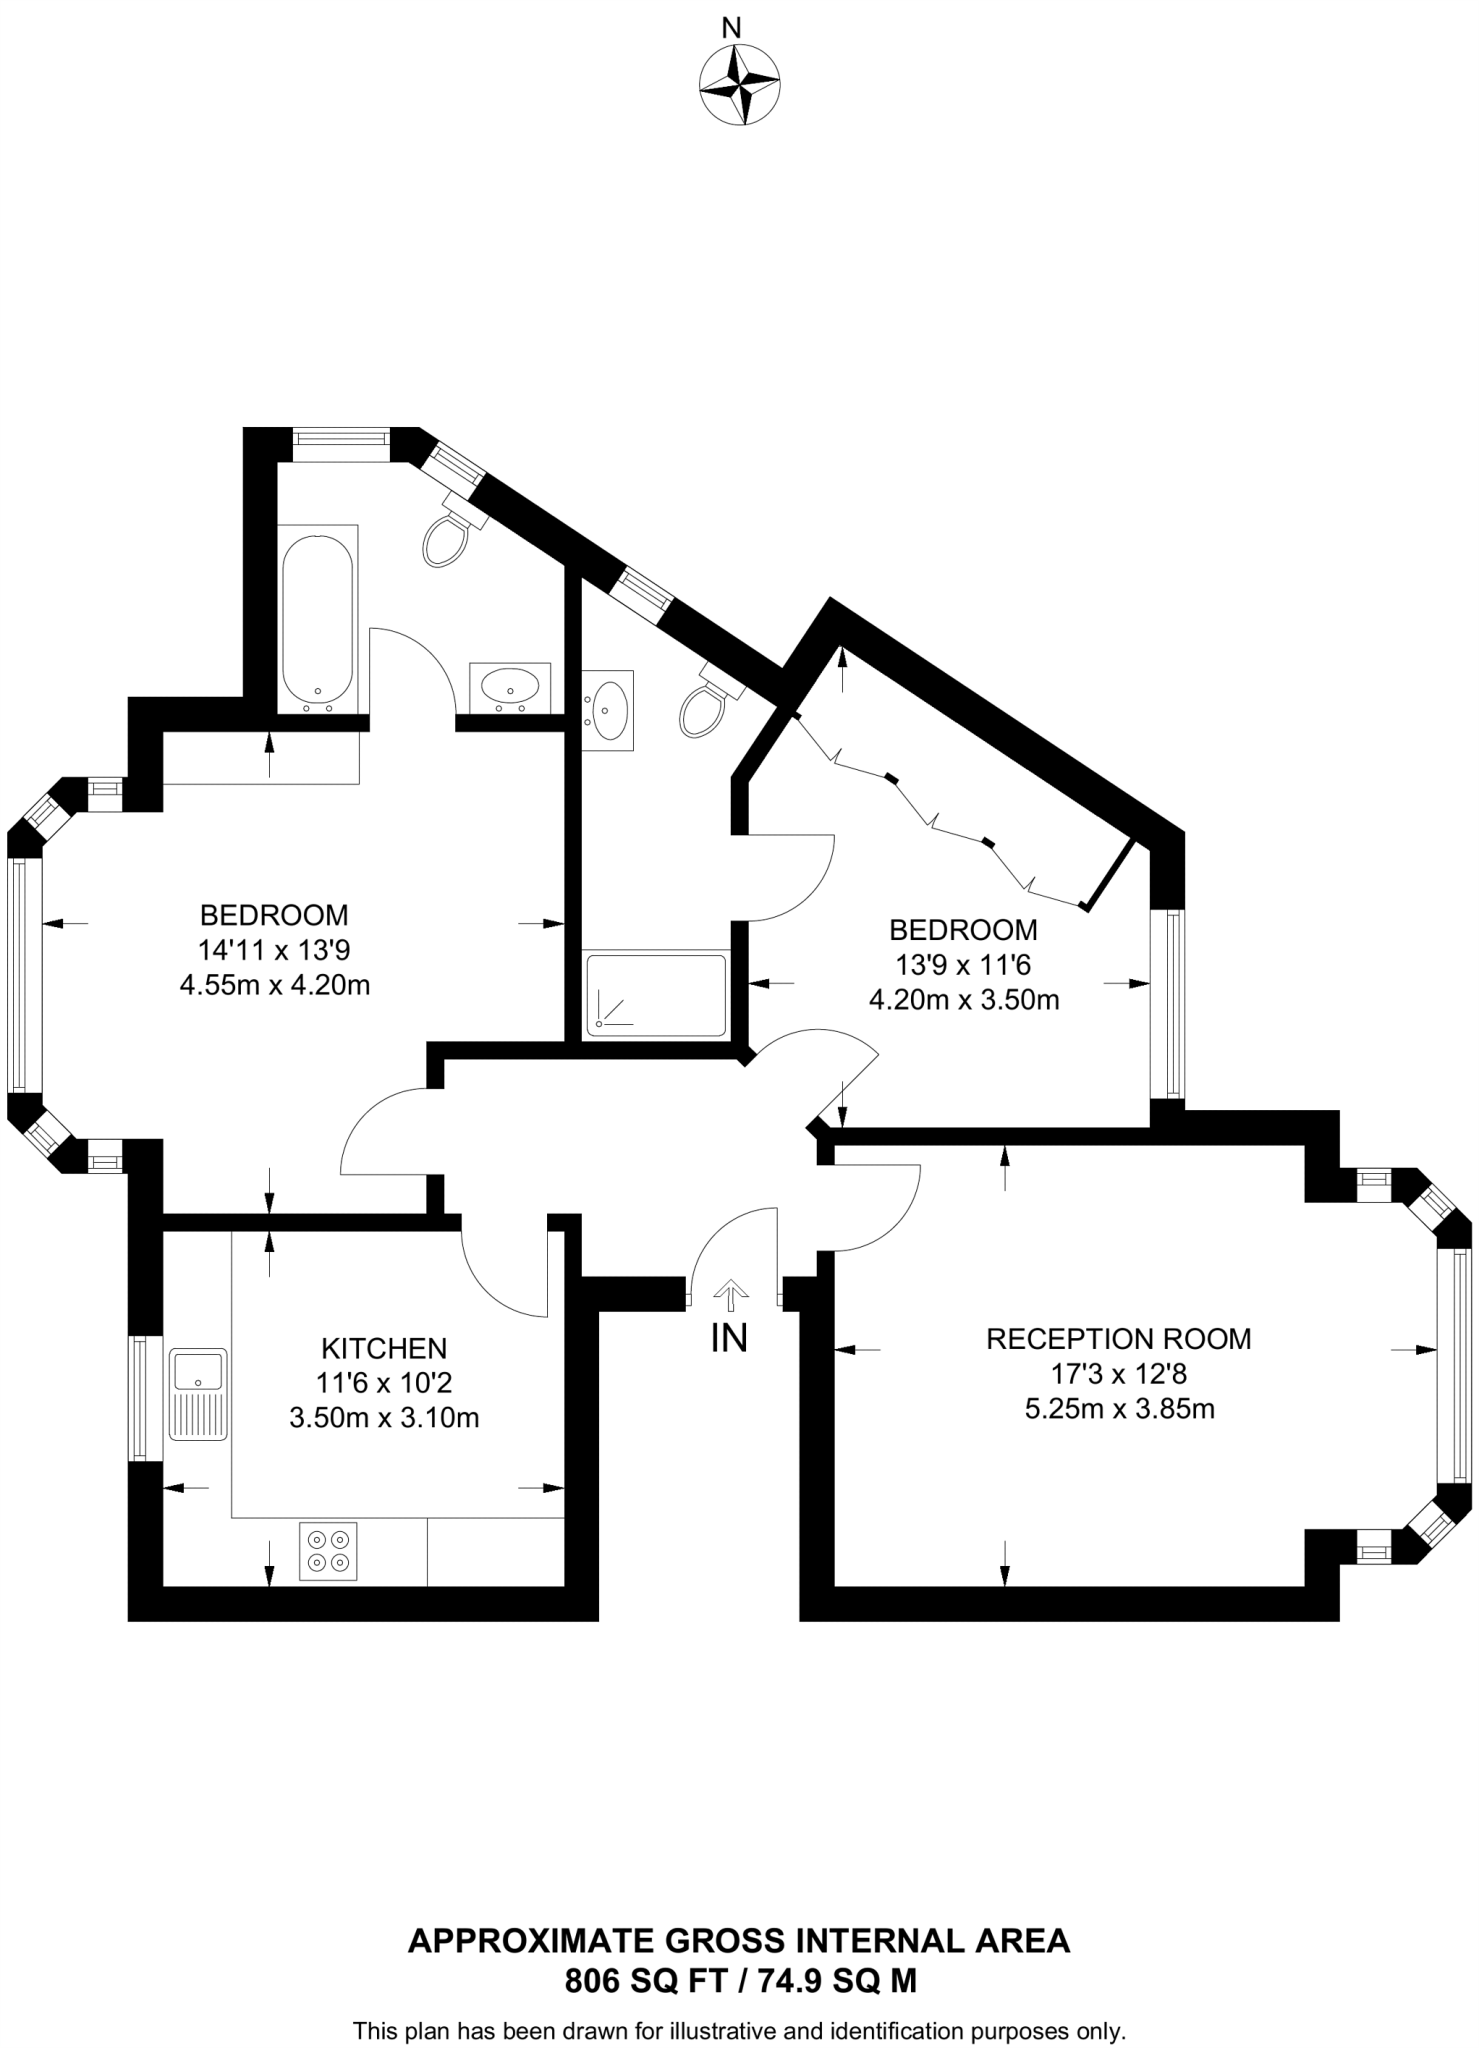 N
BEDROOM
14'11 x 13'9
4.55m x 4.20m
BEDROOM
13'9 x 11'6
4.20m x 3.50m
KITCHEN
11'6 x 10'2
3.50m x 3.10m
IN
RECEPTION ROOM
17'3 x 12'8
5.25m x 3.85m
APPROXIMATE GROSS INTERNAL AREA
806 SQ FT / 74.9 SQ M
This plan has been drawn for illustrative and identification purposes only.